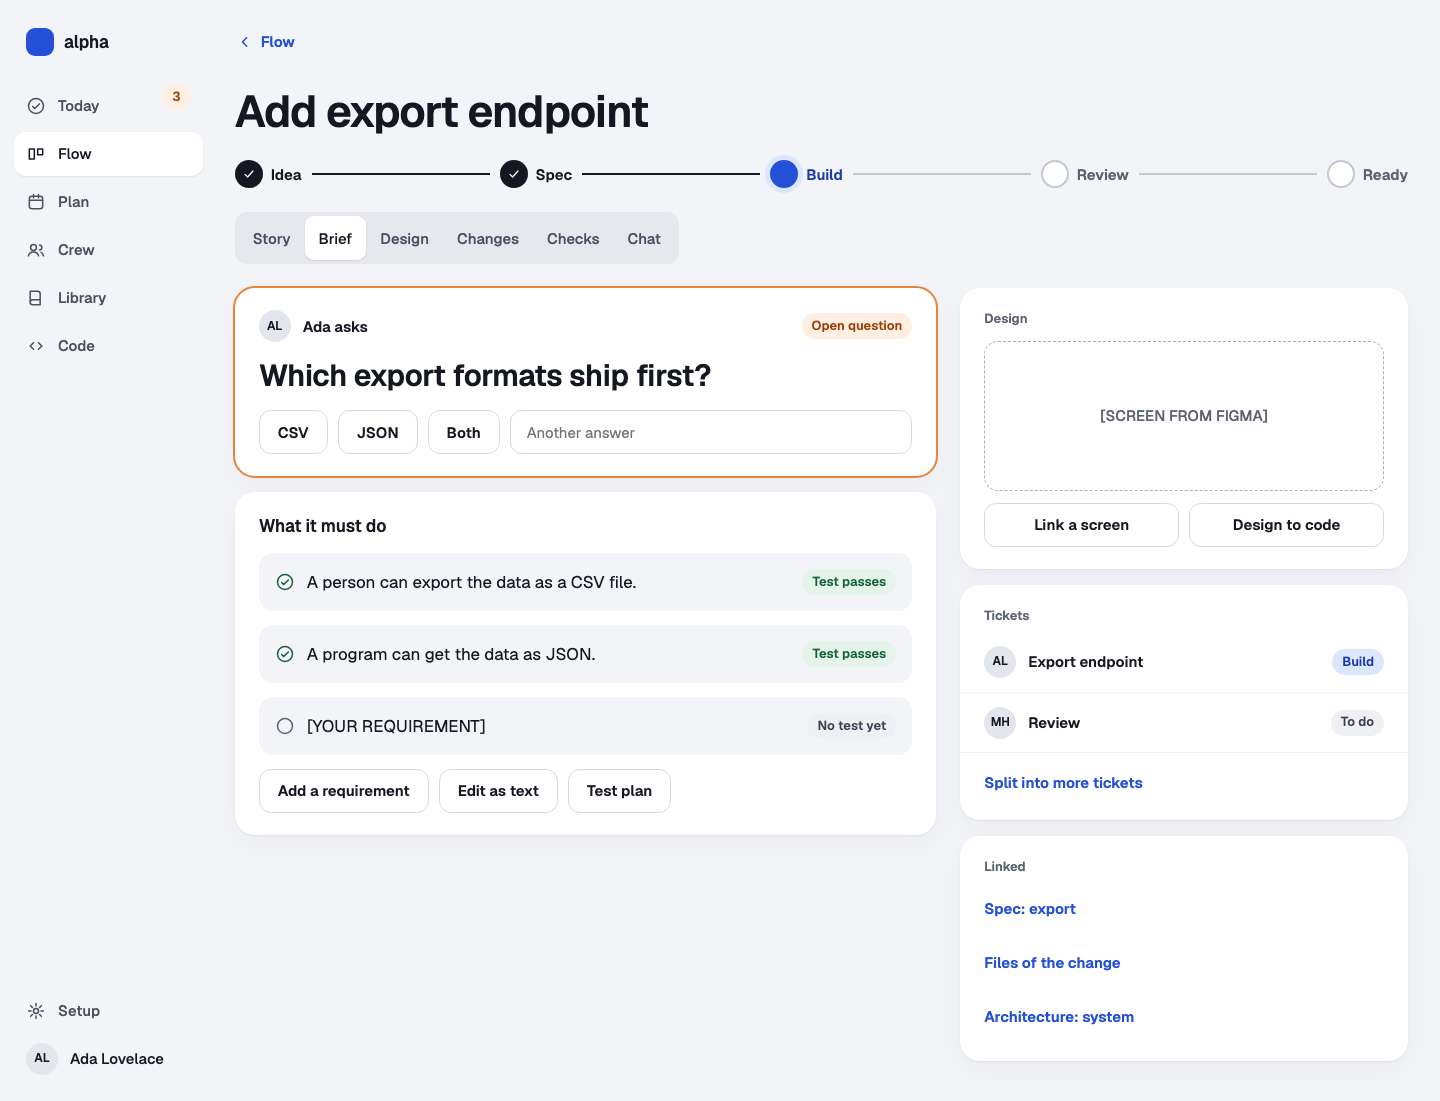 alpha
Today
3
Flow
Plan
Crew
Library
Code
Setup
AL
Ada Lovelace
Flow
Add export endpoint
Idea
Spec
Build
Review
Ready
Story
Brief
Design
Changes
Checks
Chat
AL
Ada asks
Open question
Which export formats ship first?
CSV
JSON
Both
Another answer
What it must do
A person can export the data as a CSV file.
Test passes
A program can get the data as JSON.
Test passes
[YOUR REQUIREMENT]
No test yet
Add a requirement
Edit as text
Test plan
Design
[SCREEN FROM FIGMA]
Link a screen
Design to code
Tickets
AL
Export endpoint
Build
MH
Review
To do
Split into more tickets
Linked
Spec: export
Files of the change
Architecture: system